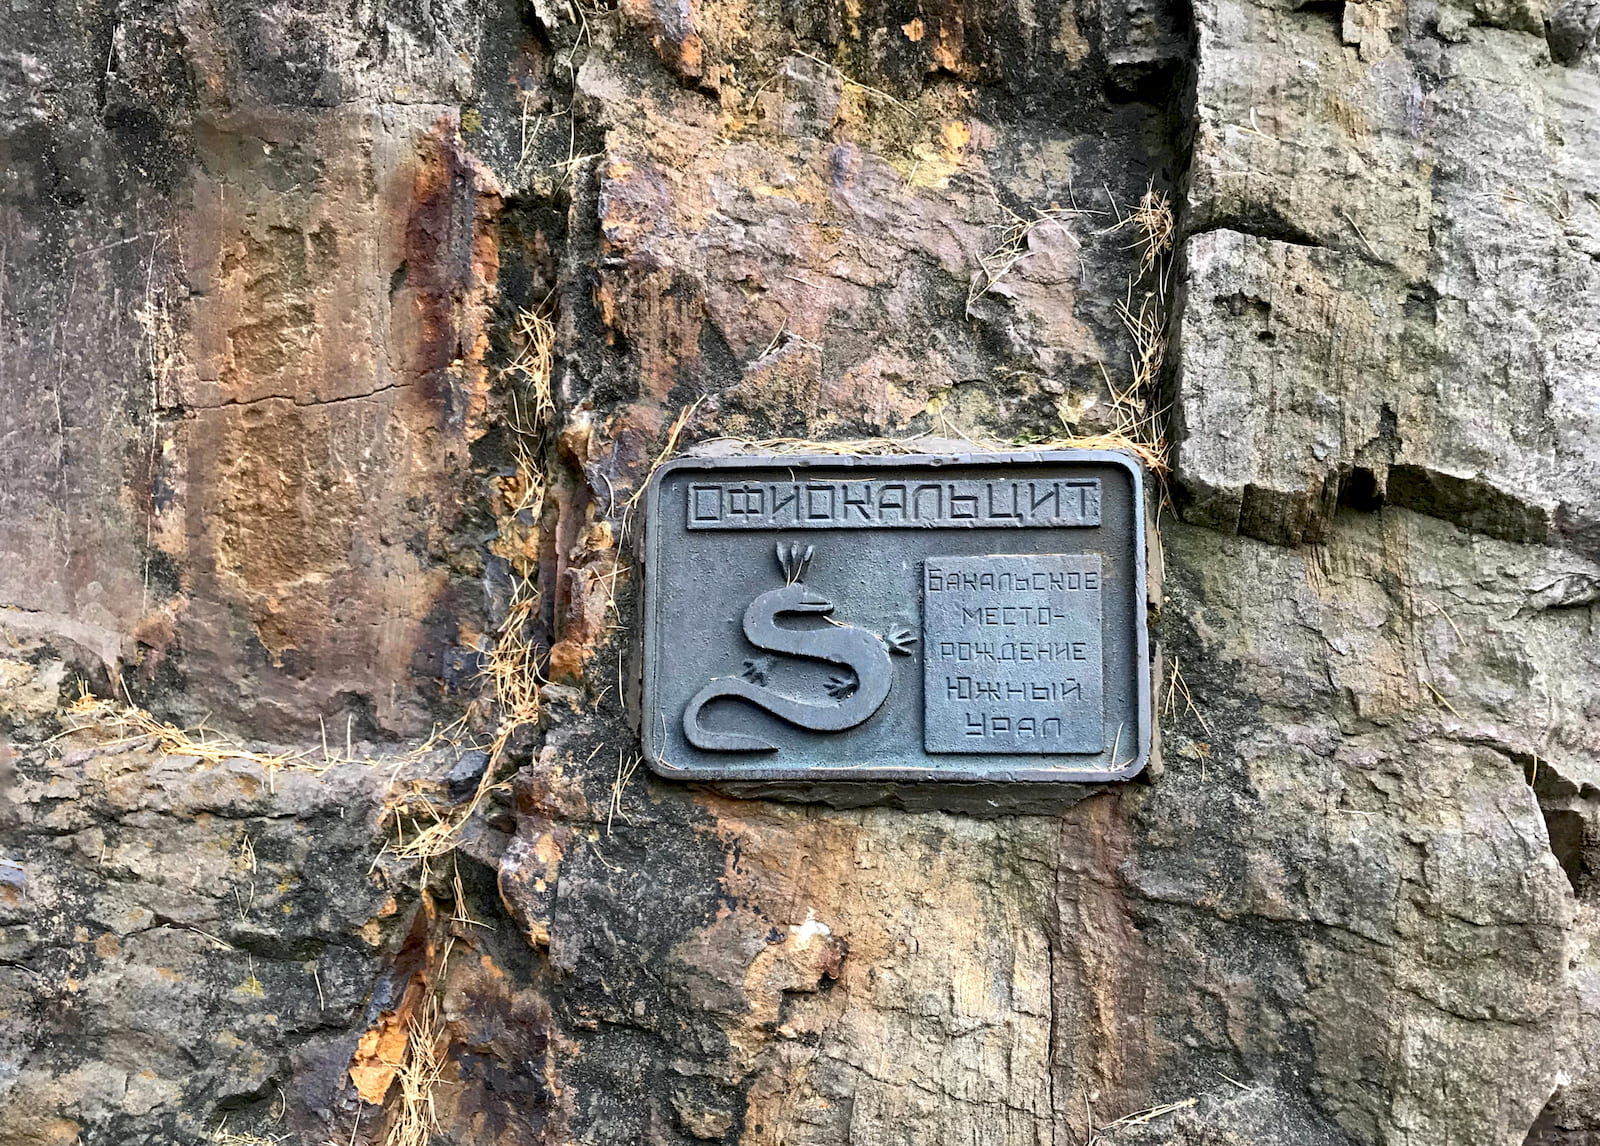 ОФИОКАЛЬЦИТ
БАКАЛЬСКОЕ
МЕСТО-
РОЖДЕНИЕ
ЮЖНЫЙ
УРАЛ